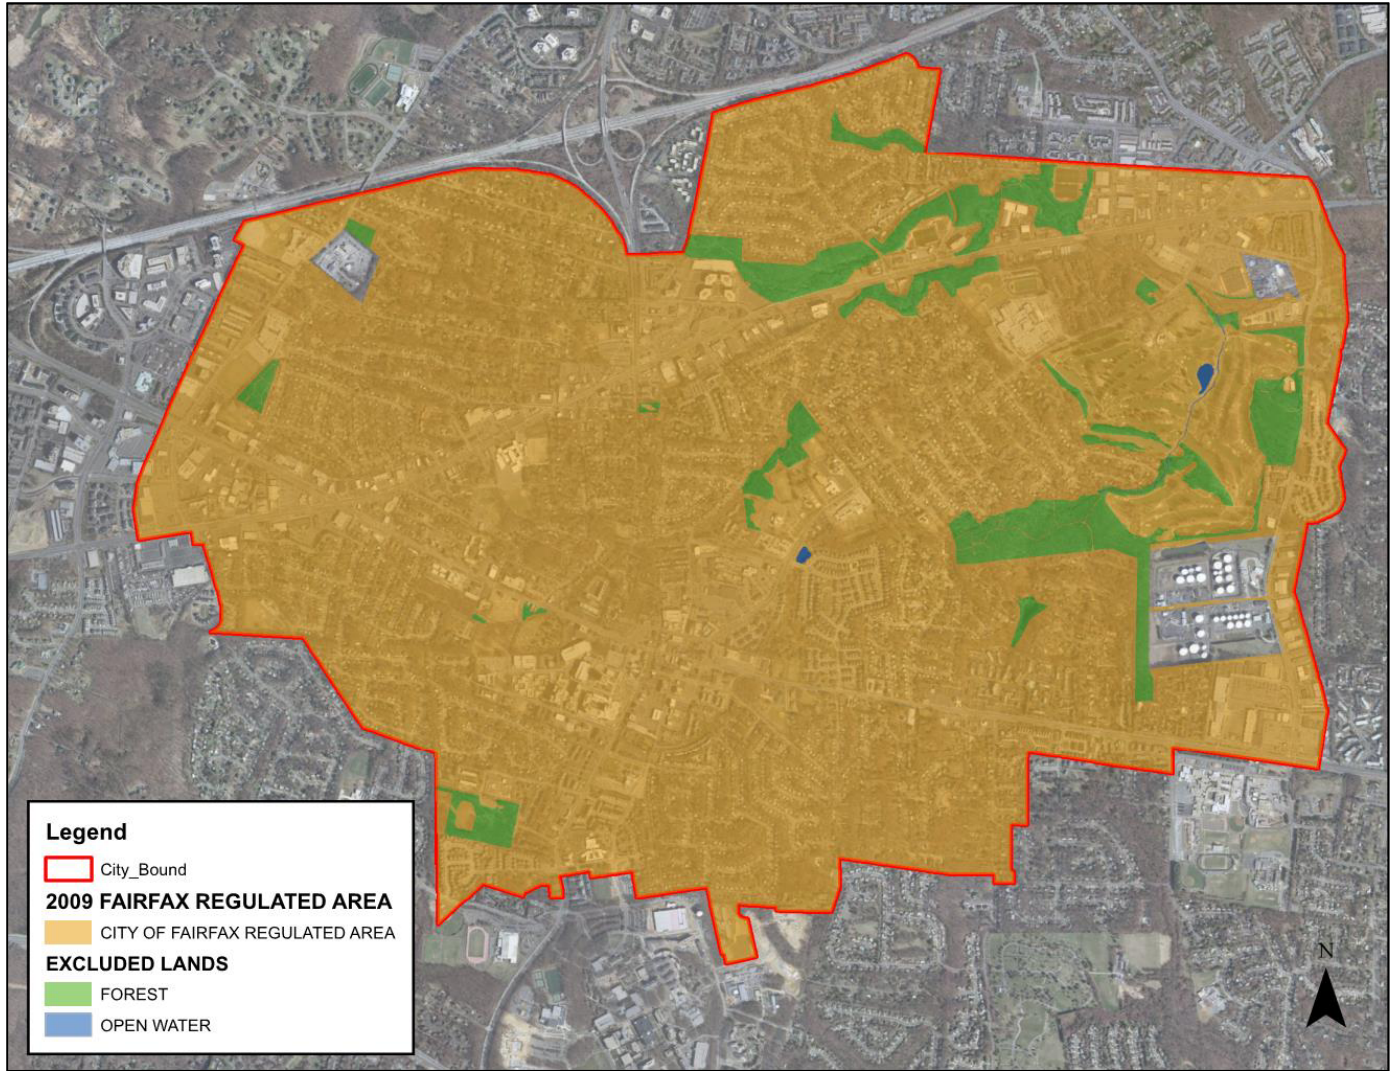 Legend
City_Bound
2009 FAIRFAX REGULATED AREA
CITY OF FAIRFAX REGULATED AREA
EXCLUDED LANDS
FOREST
OPEN WATER
N